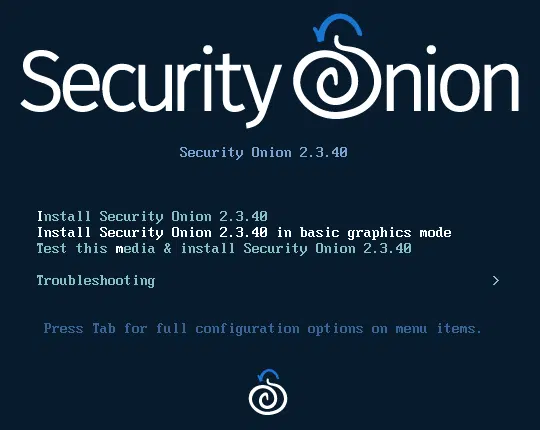 Security Onion
Security Onion 2.3.40
Install Security Onion 2.3.40
Install Security Onion 2.3.40 in basic graphics mode
Test this media & install Security Onion 2.3.40
Troubleshooting >
Press Tab for full configuration options on menu items.